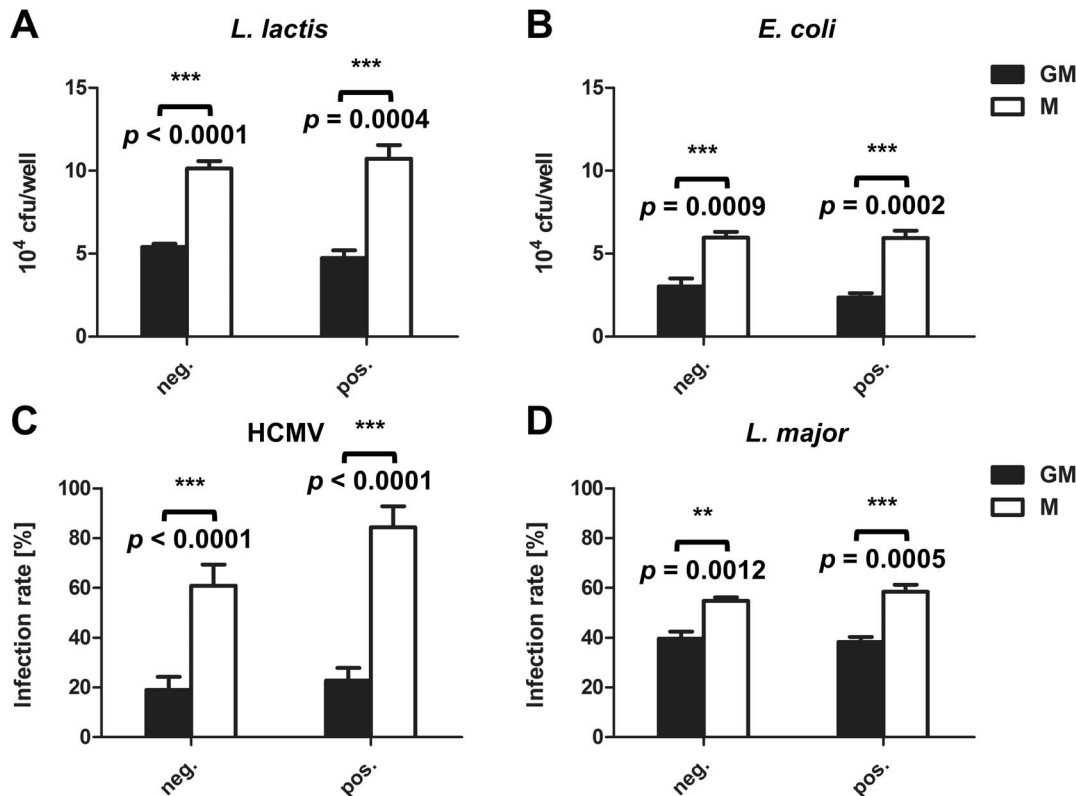 A
L. lactis
***
***
p < 0.0001
p = 0.0004
15
10
5
0
10⁴ cfu/well
neg.
pos.
B
E. coli
GM
M
***
***
p = 0.0009
p = 0.0002
15
10
5
0
10⁴ cfu/well
neg.
pos.
C
HCMV
***
***
p < 0.0001
p < 0.0001
100
80
60
40
20
0
Infection rate [%]
neg.
pos.
D
L. major
GM
M
**
***
p = 0.0012
p = 0.0005
100
80
60
40
20
0
Infection rate [%]
neg.
pos.